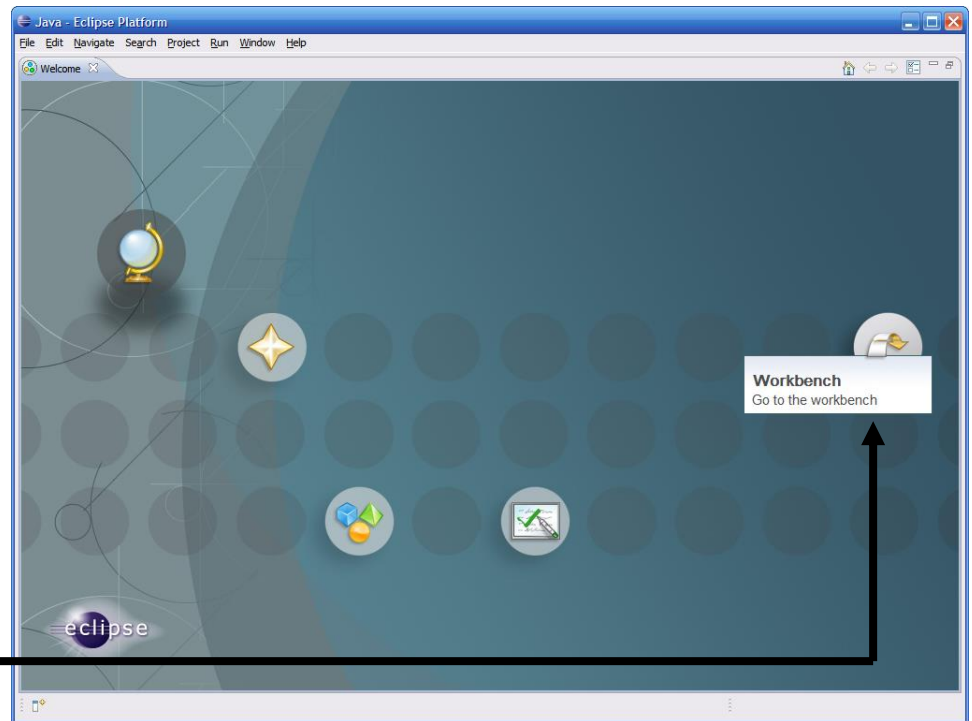 Java - Eclipse Platform
File Edit Navigate Search Project Run Window Help
Welcome
Workbench
Go to the workbench
eclipse